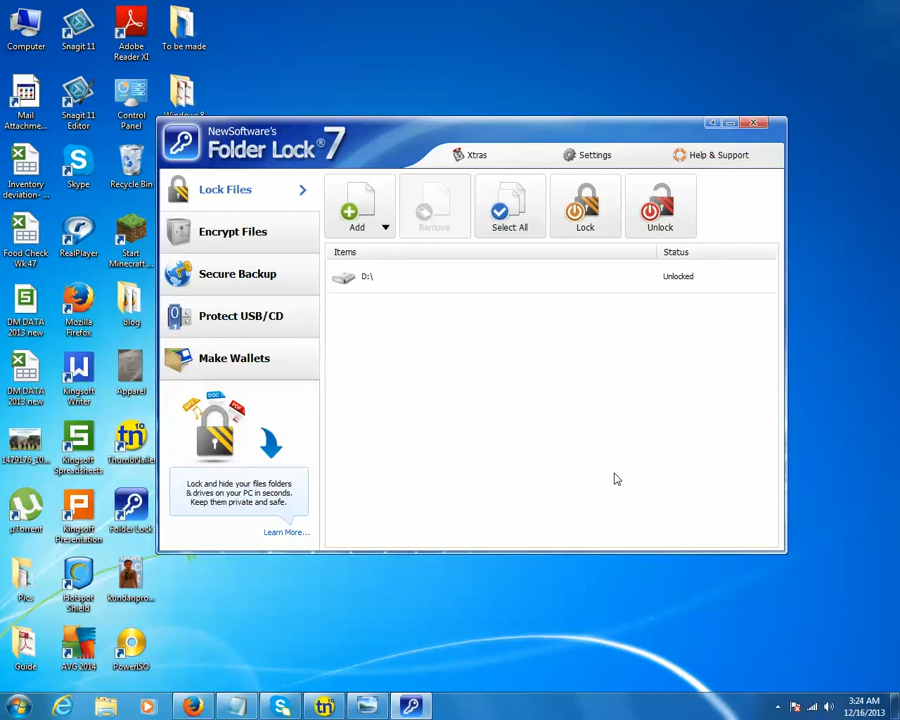 Computer
Snagit 11
Adobe
Reader XI
To be made
Mail
Attachme...
Snagit 11
Editor
Control
Panel
Inventory
deviation-...
Skype
Recycle Bin
Food Check
Wk 47
RealPlayer
Start
Minecraft...
DM DATA
2013 new
Mozilla
Firefox
blog
DM DATA
2013 new
Kingsoft
Writer
Apparel
1479176_10...
Kingsoft
Spreadsheets
ThumbNailer
µTorrent
Kingsoft
Presentation
Folder Lock
Pics
Hotspot
Shield
kundanpro...
Guide
AVG 2014
PowerISO
NewSoftware's
Folder Lock® 7
Xtras
Settings
Help & Support
Lock Files
Encrypt Files
Secure Backup
Protect USB/CD
Make Wallets
Lock and hide your files folders
& drives on your PC in seconds.
Keep them private and safe.
Learn More...
Add
Remove
Select All
Lock
Unlock
Items
Status
D:\
Unlocked
3:24 AM
12/16/2013